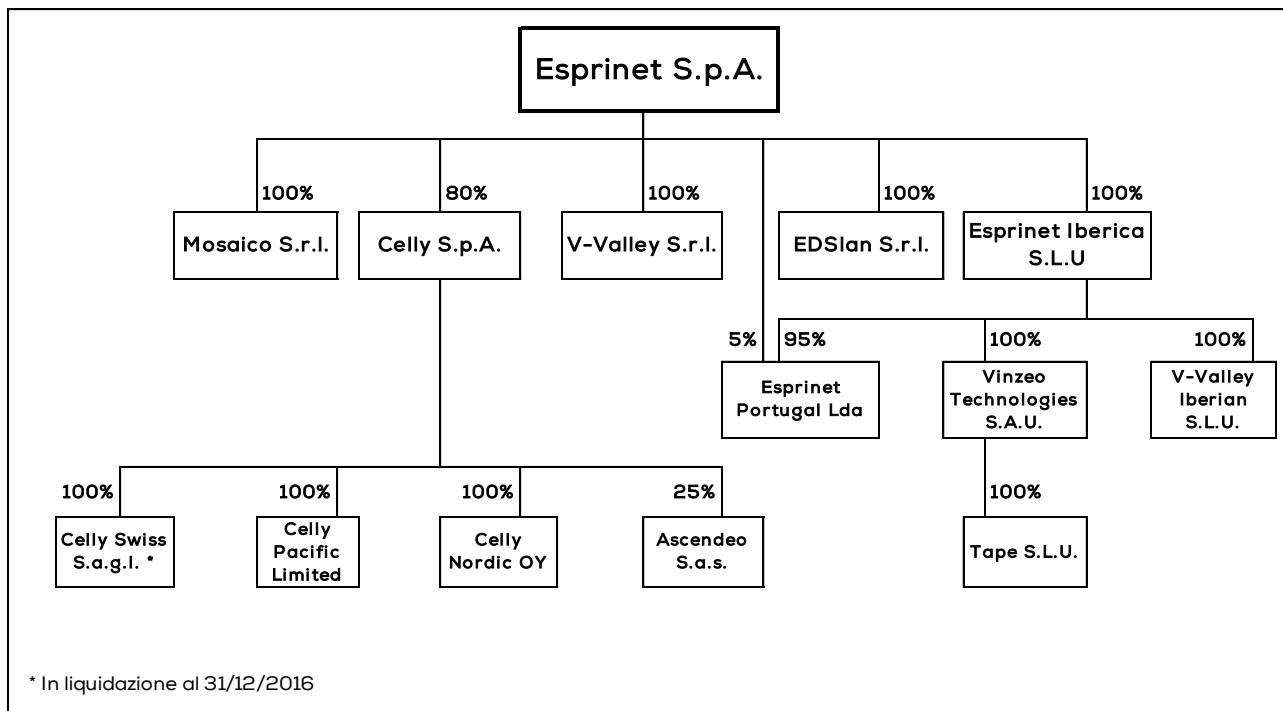 Esprinet S.p.A.
100%
80%
100%
100%
100%
Mosaico S.r.l.
Celly S.p.A.
V-Valley S.r.l.
EDSlan S.r.l.
Esprinet Iberica
S.L.U
5%
95%
100%
100%
Esprinet
Portugal Lda
Vinzeo
Technologies
S.A.U.
V-Valley
Iberian
S.L.U.
100%
100%
100%
25%
100%
Celly Swiss
S.a.g.l. *
Celly
Pacific
Limited
Celly
Nordic OY
Ascendeo
S.a.s.
Tape S.L.U.
* In liquidazione al 31/12/2016